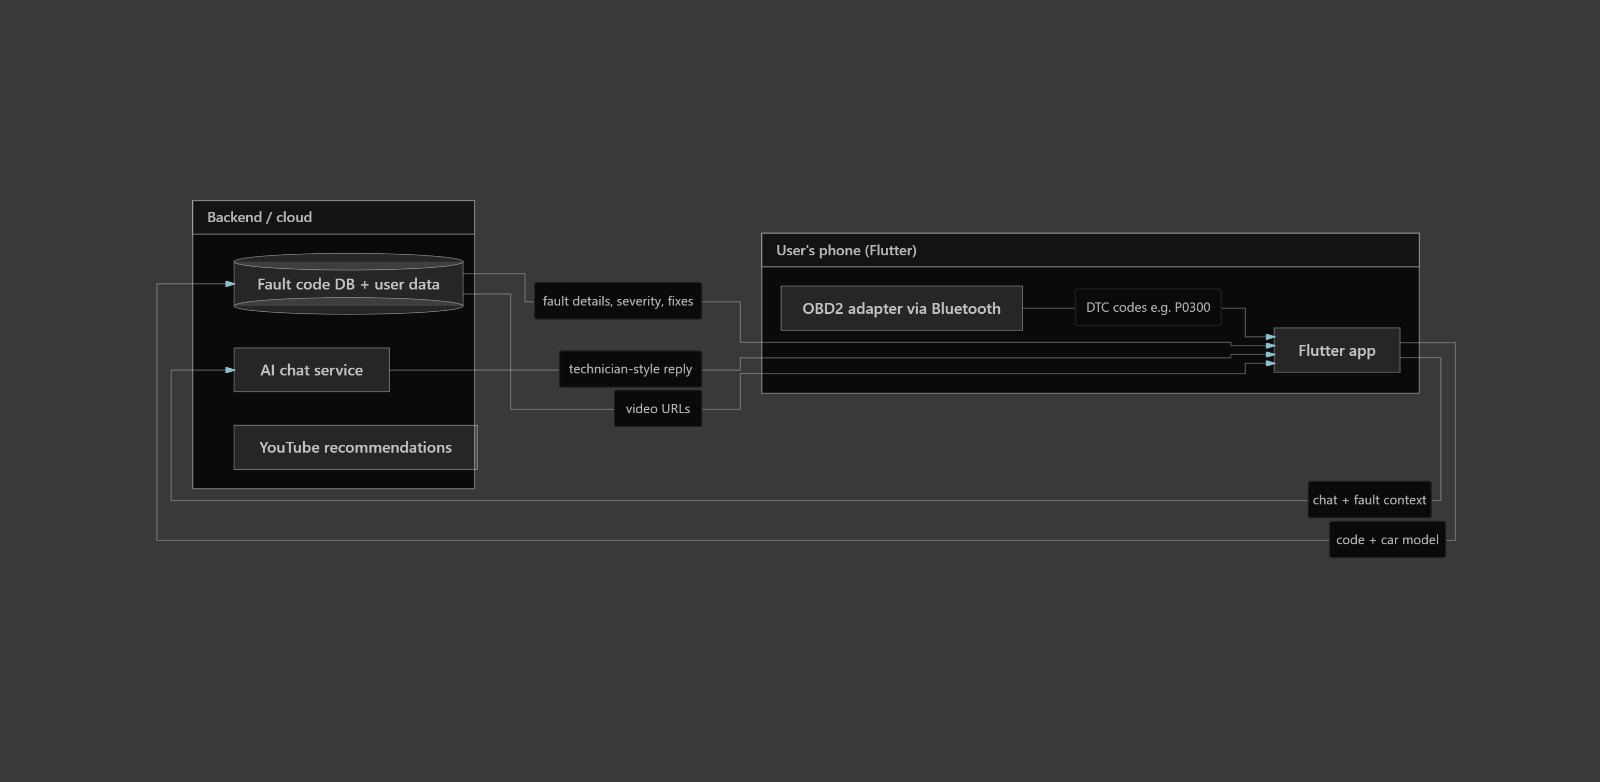 Backend / cloud
Fault code DB + user data
AI chat service
YouTube recommendations
fault details, severity, fixes
technician-style reply
video URLs
User's phone (Flutter)
OBD2 adapter via Bluetooth
DTC codes e.g. P0300
Flutter app
chat + fault context
code + car model